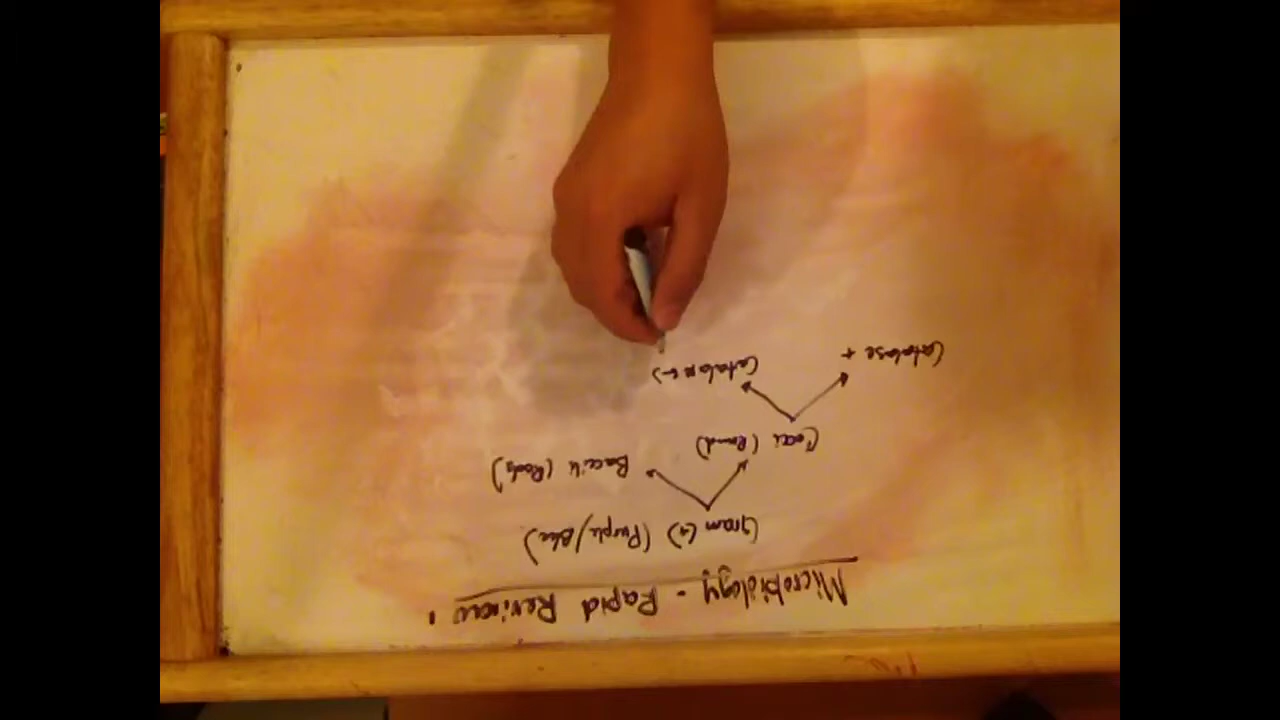 Microbiology - Rapid Review .
Gram (+) (Purple/Blue)
Cocci (Round) Bacilli (Rods)
Catalase + Catalase (-)